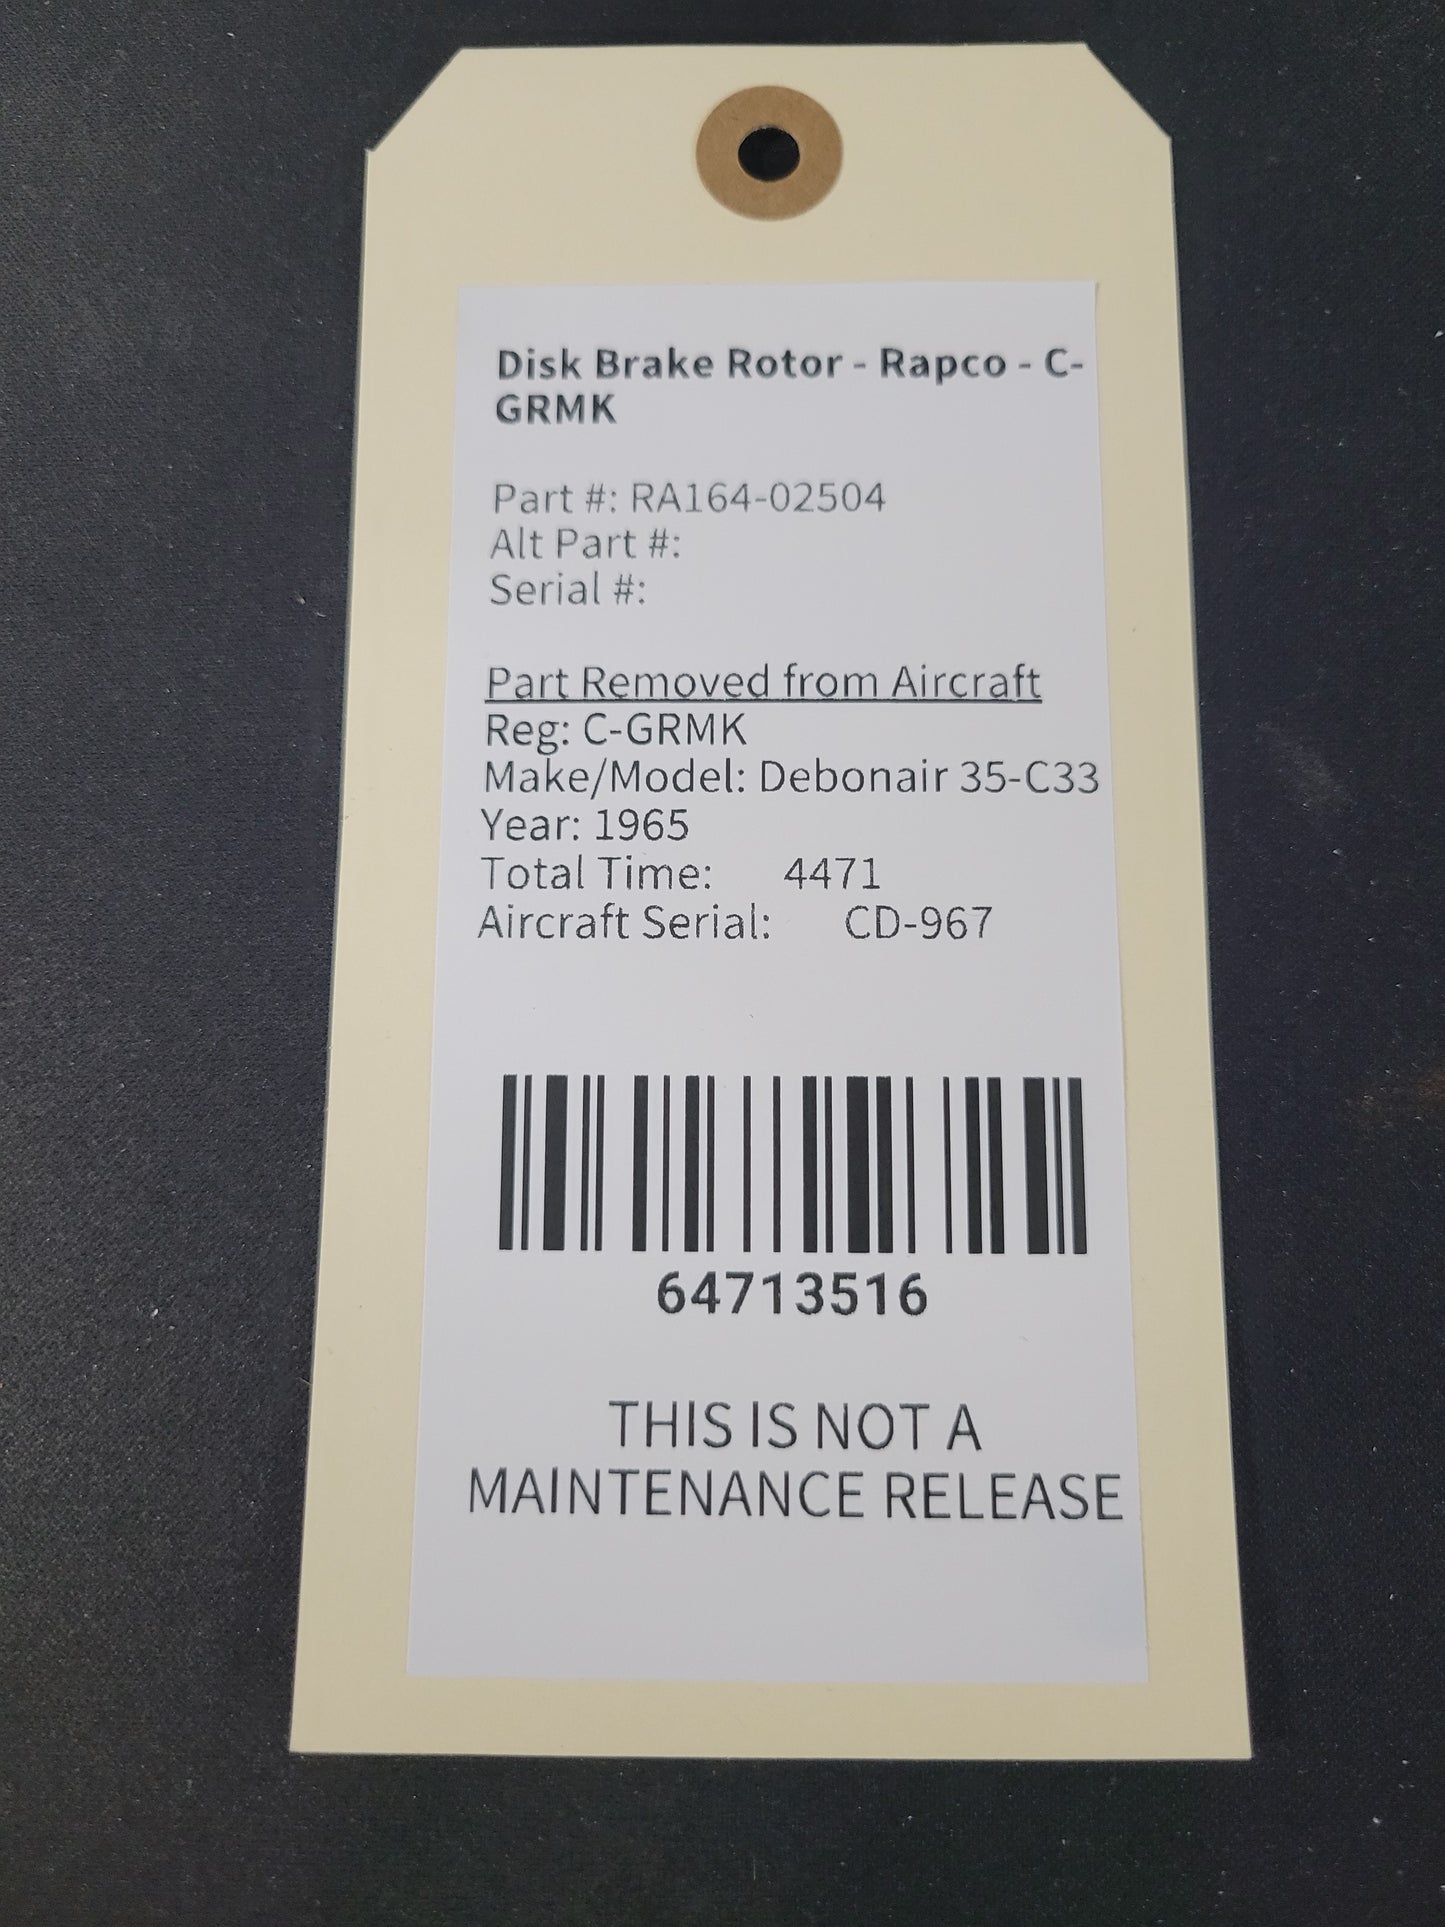 Disk Brake Rotor - Rapco - C-
GRMK
Part #: RA164-02504
Alt Part #:
Serial #:
Part Removed from Aircraft
Reg: C-GRMK
Make/Model: Debonair 35-C33
Year: 1965
Total Time: 4471
Aircraft Serial: CD-967
64713516
THIS IS NOT A
MAINTENANCE RELEASE